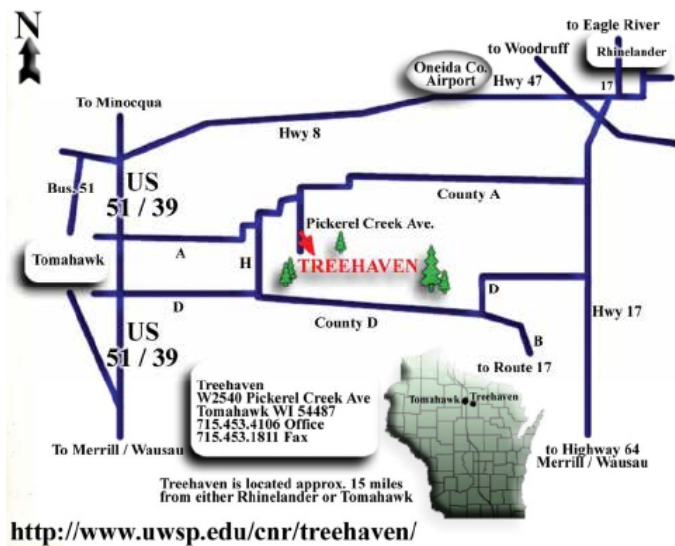 N
to Eagle River
to Woodruff
Rhinelander
Oneida Co.
Airport
Hwy 47
17
To Minocqua
Hwy 8
Bus. 51
US
51 / 39
County A
Pickerel Creek Ave.
Tomahawk
A
H
TREEHAVEN
D
D
County D
Hwy 17
US
51 / 39
B
to Route 17
Treehaven
W2540 Pickerel Creek Ave
Tomahawk WI 54487
715.453.4106 Office
715.453.1811 Fax
Tomahawk
Treehaven
To Merrill / Wausau
to Highway 64
Merrill / Wausau
Treehaven is located approx. 15 miles
from either Rhinelander or Tomahawk
http://www.uwsp.edu/cnr/treehaven/